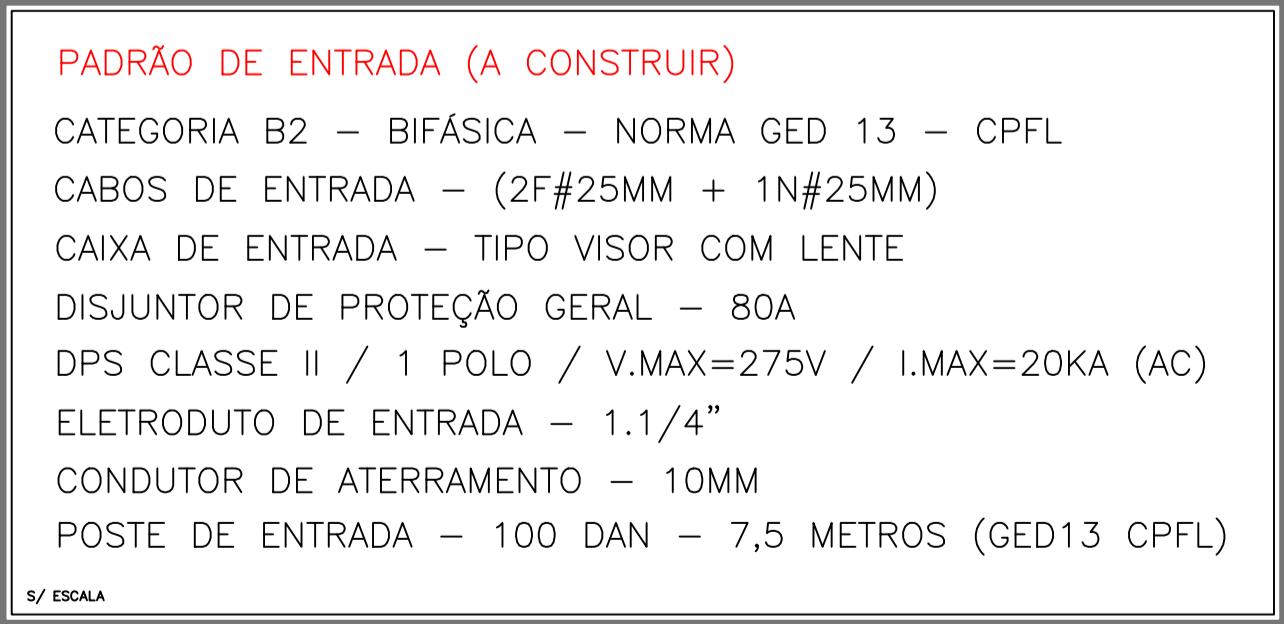 PADRÃO DE ENTRADA (A CONSTRUIR)
CATEGORIA B2 – BIFÁSICA – NORMA GED 13 – CPFL
CABOS DE ENTRADA – (2F#25MM + 1N#25MM)
CAIXA DE ENTRADA – TIPO VISOR COM LENTE
DISJUNTOR DE PROTEÇÃO GERAL – 80A
DPS CLASSE II / 1 POLO / V.MAX=275V / I.MAX=20KA (AC)
ELETRODUTO DE ENTRADA – 1.1/4”
CONDUTOR DE ATERRAMENTO – 10MM
POSTE DE ENTRADA – 100 DAN – 7,5 METROS (GED13 CPFL)
S/ ESCALA